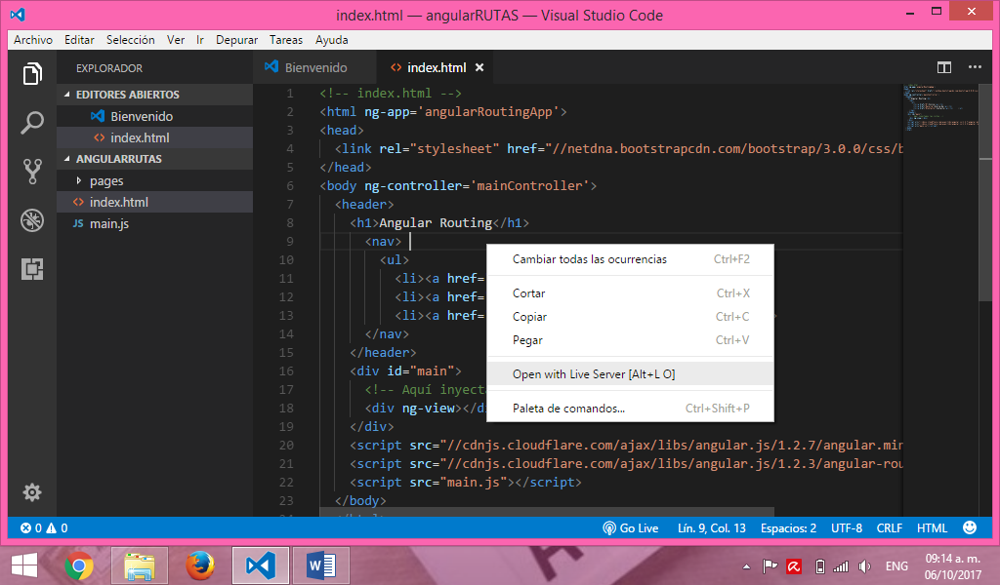 index.html — angularRUTAS — Visual Studio Code
Archivo Editar Selección Ver Ir Depurar Tareas Ayuda
EXPLORADOR
EDITORES ABIERTOS
Bienvenido
index.html
ANGULARRUTAS
pages
index.html
JS main.js
Bienvenido index.html
1 <!-- index.html -->
2 <html ng-app='angularRoutingApp'>
3 <head>
4 <link rel="stylesheet" href="//netdna.bootstrapcdn.com/bootstrap/3.0.0/css/b
5 </head>
6 <body ng-controller='mainController'>
7 <header>
8 <h1>Angular Routing</h1>
9 <nav>
10 <ul>
11 <li><a href=
12 <li><a href=
13 <li><a href=
14 </nav>
15 </header>
16 <div id="main">
17 <!-- Aquí inyect
18 <div ng-view></d
19 </div>
20 <script src="//cdnjs.cloudflare.com/ajax/libs/angular.js/1.2.7/angular.min
21 <script src="//cdnjs.cloudflare.com/ajax/libs/angular.js/1.2.3/angular-rou
22 <script src="main.js"></script>
23 </body>
Cambiar todas las ocurrencias Ctrl+F2
Cortar Ctrl+X
Copiar Ctrl+C
Pegar Ctrl+V
Open with Live Server [Alt+L O]
Paleta de comandos... Ctrl+Shift+P
0 0 Go Live Lín. 9, Col. 13 Espacios: 2 UTF-8 CRLF HTML
ENG
09:14 a. m.
06/10/2017